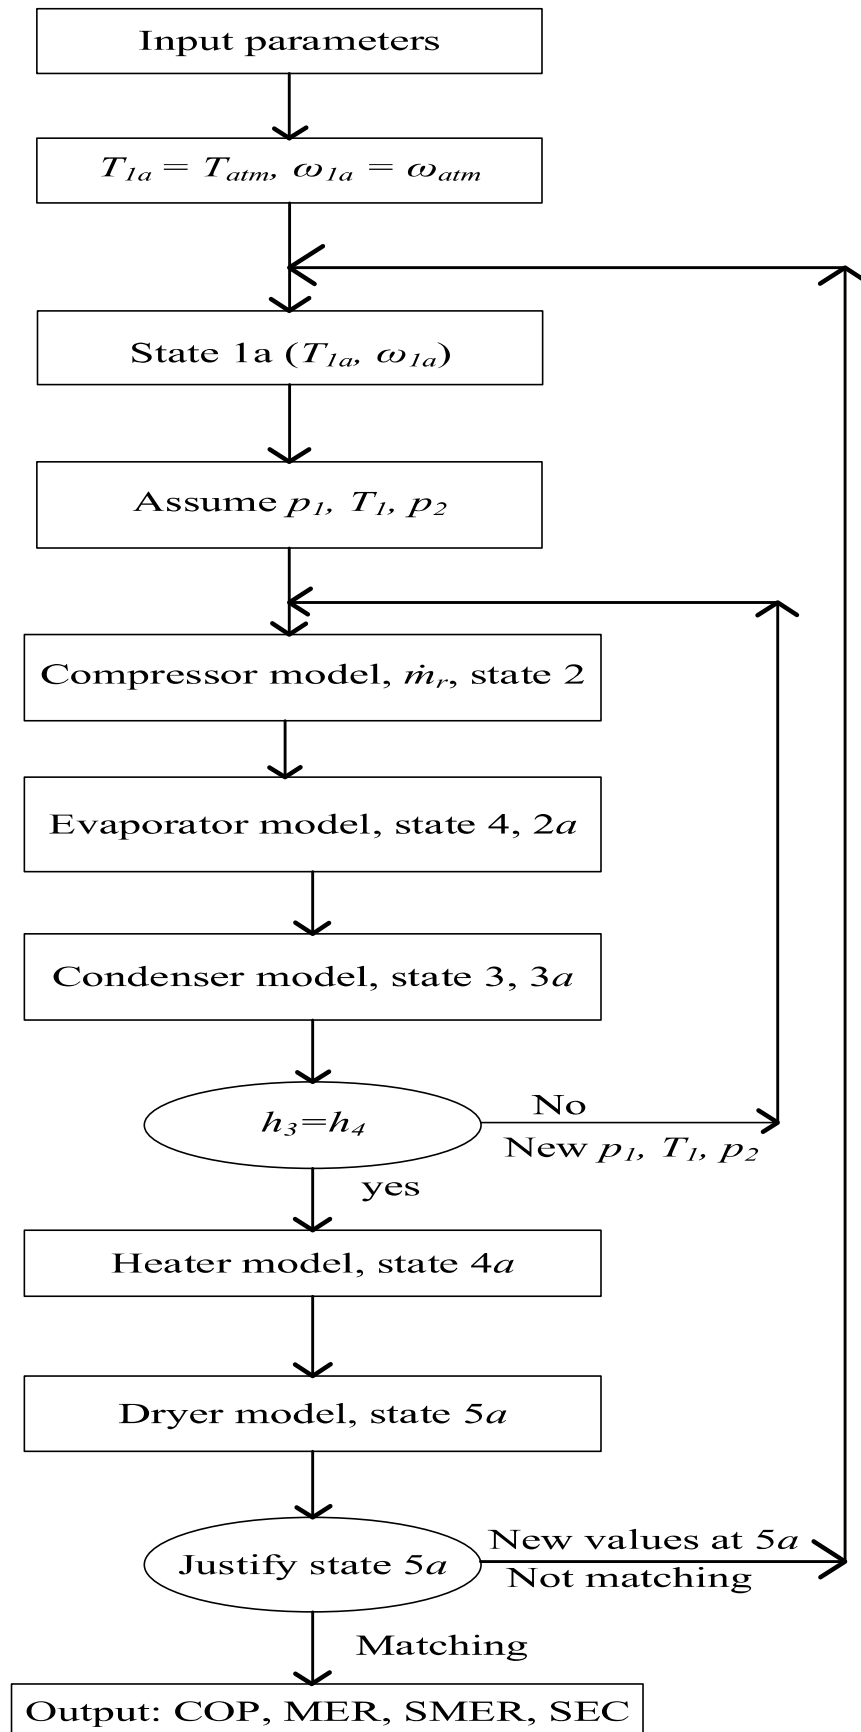 Input parameters
T₁ₐ = Tₐₜₘ, ω₁ₐ = ωₐₜₘ
State 1a (T₁ₐ, ω₁ₐ)
Assume p₁, T₁, p₂
Compressor model, ṁᵣ, state 2
Evaporator model, state 4, 2a
Condenser model, state 3, 3a
h₃=h₄
No
New p₁, T₁, p₂
yes
Heater model, state 4a
Dryer model, state 5a
Justify state 5a
New values at 5a
Not matching
Matching
Output: COP, MER, SMER, SEC